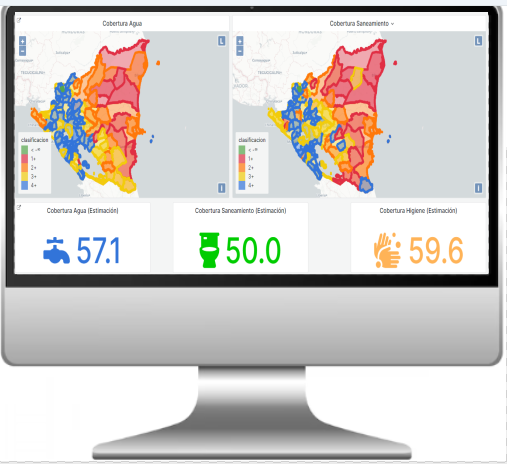 Cobertura Agua
Cobertura Saneamiento
+
−
L
+
−
L
TEGUCIGALPA
clasificacion
1+
2+
3+
4+
clasificacion
1+
2+
3+
4+
i
i
Cobertura Agua (Estimación)
Cobertura Saneamiento (Estimación)
Cobertura Higiene (Estimación)
57.1
50.0
59.6